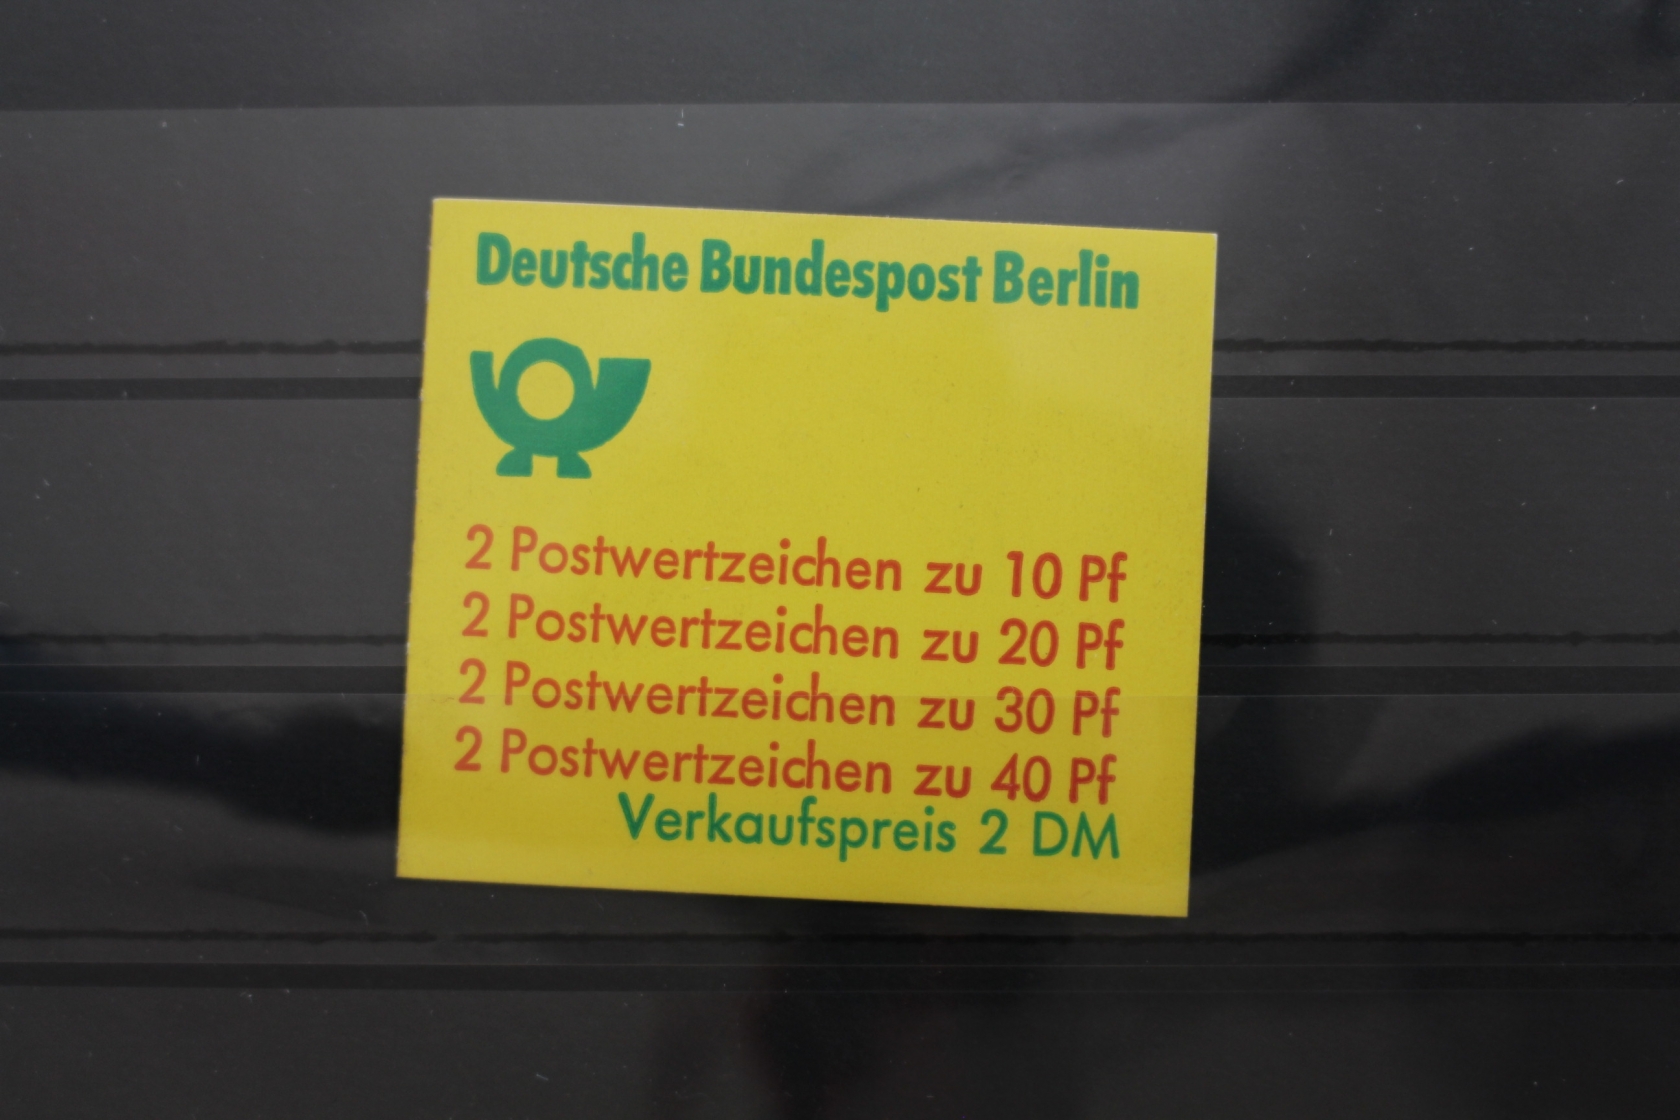 Deutsche Bundespost Berlin
2 Postwertzeichen zu 10 Pf
2 Postwertzeichen zu 20 Pf
2 Postwertzeichen zu 30 Pf
2 Postwertzeichen zu 40 Pf
Verkaufspreis 2 DM